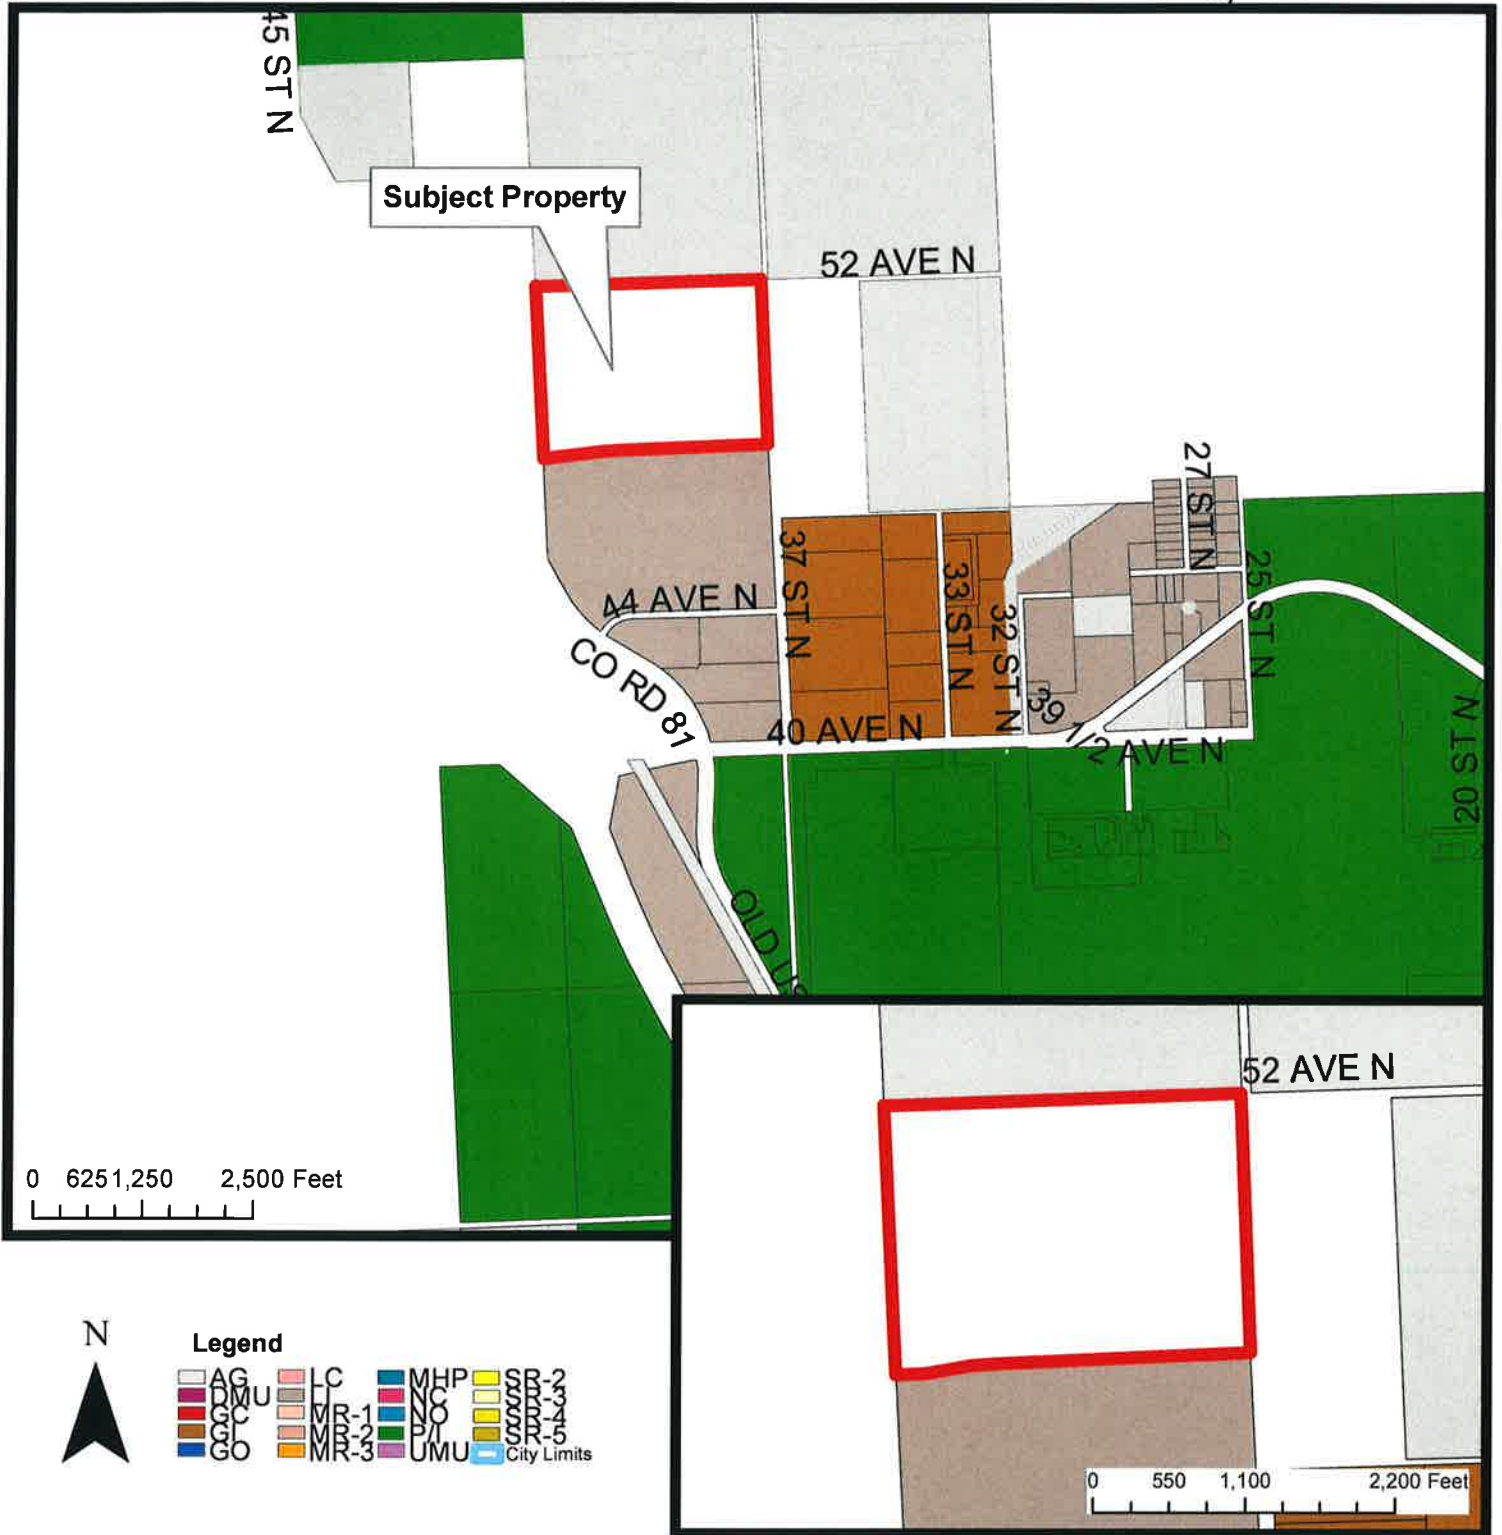 45 ST N
Subject Property
52 AVE N
27 ST N
37 ST N
33 ST N
32 ST N
25 ST N
44 AVE N
CO RD 81
40 AVE N
39 1/2 AVE N
20 ST N
OLD US
52 AVE N
0 625 1,250 2,500 Feet
0 550 1,100 2,200 Feet
N
Legend
AG LC MHP SR-2
DMU LI NC SR-3
GC MR-1 NO SR-4
GI MR-2 P/I SR-5
GO MR-3 UMU City Limits